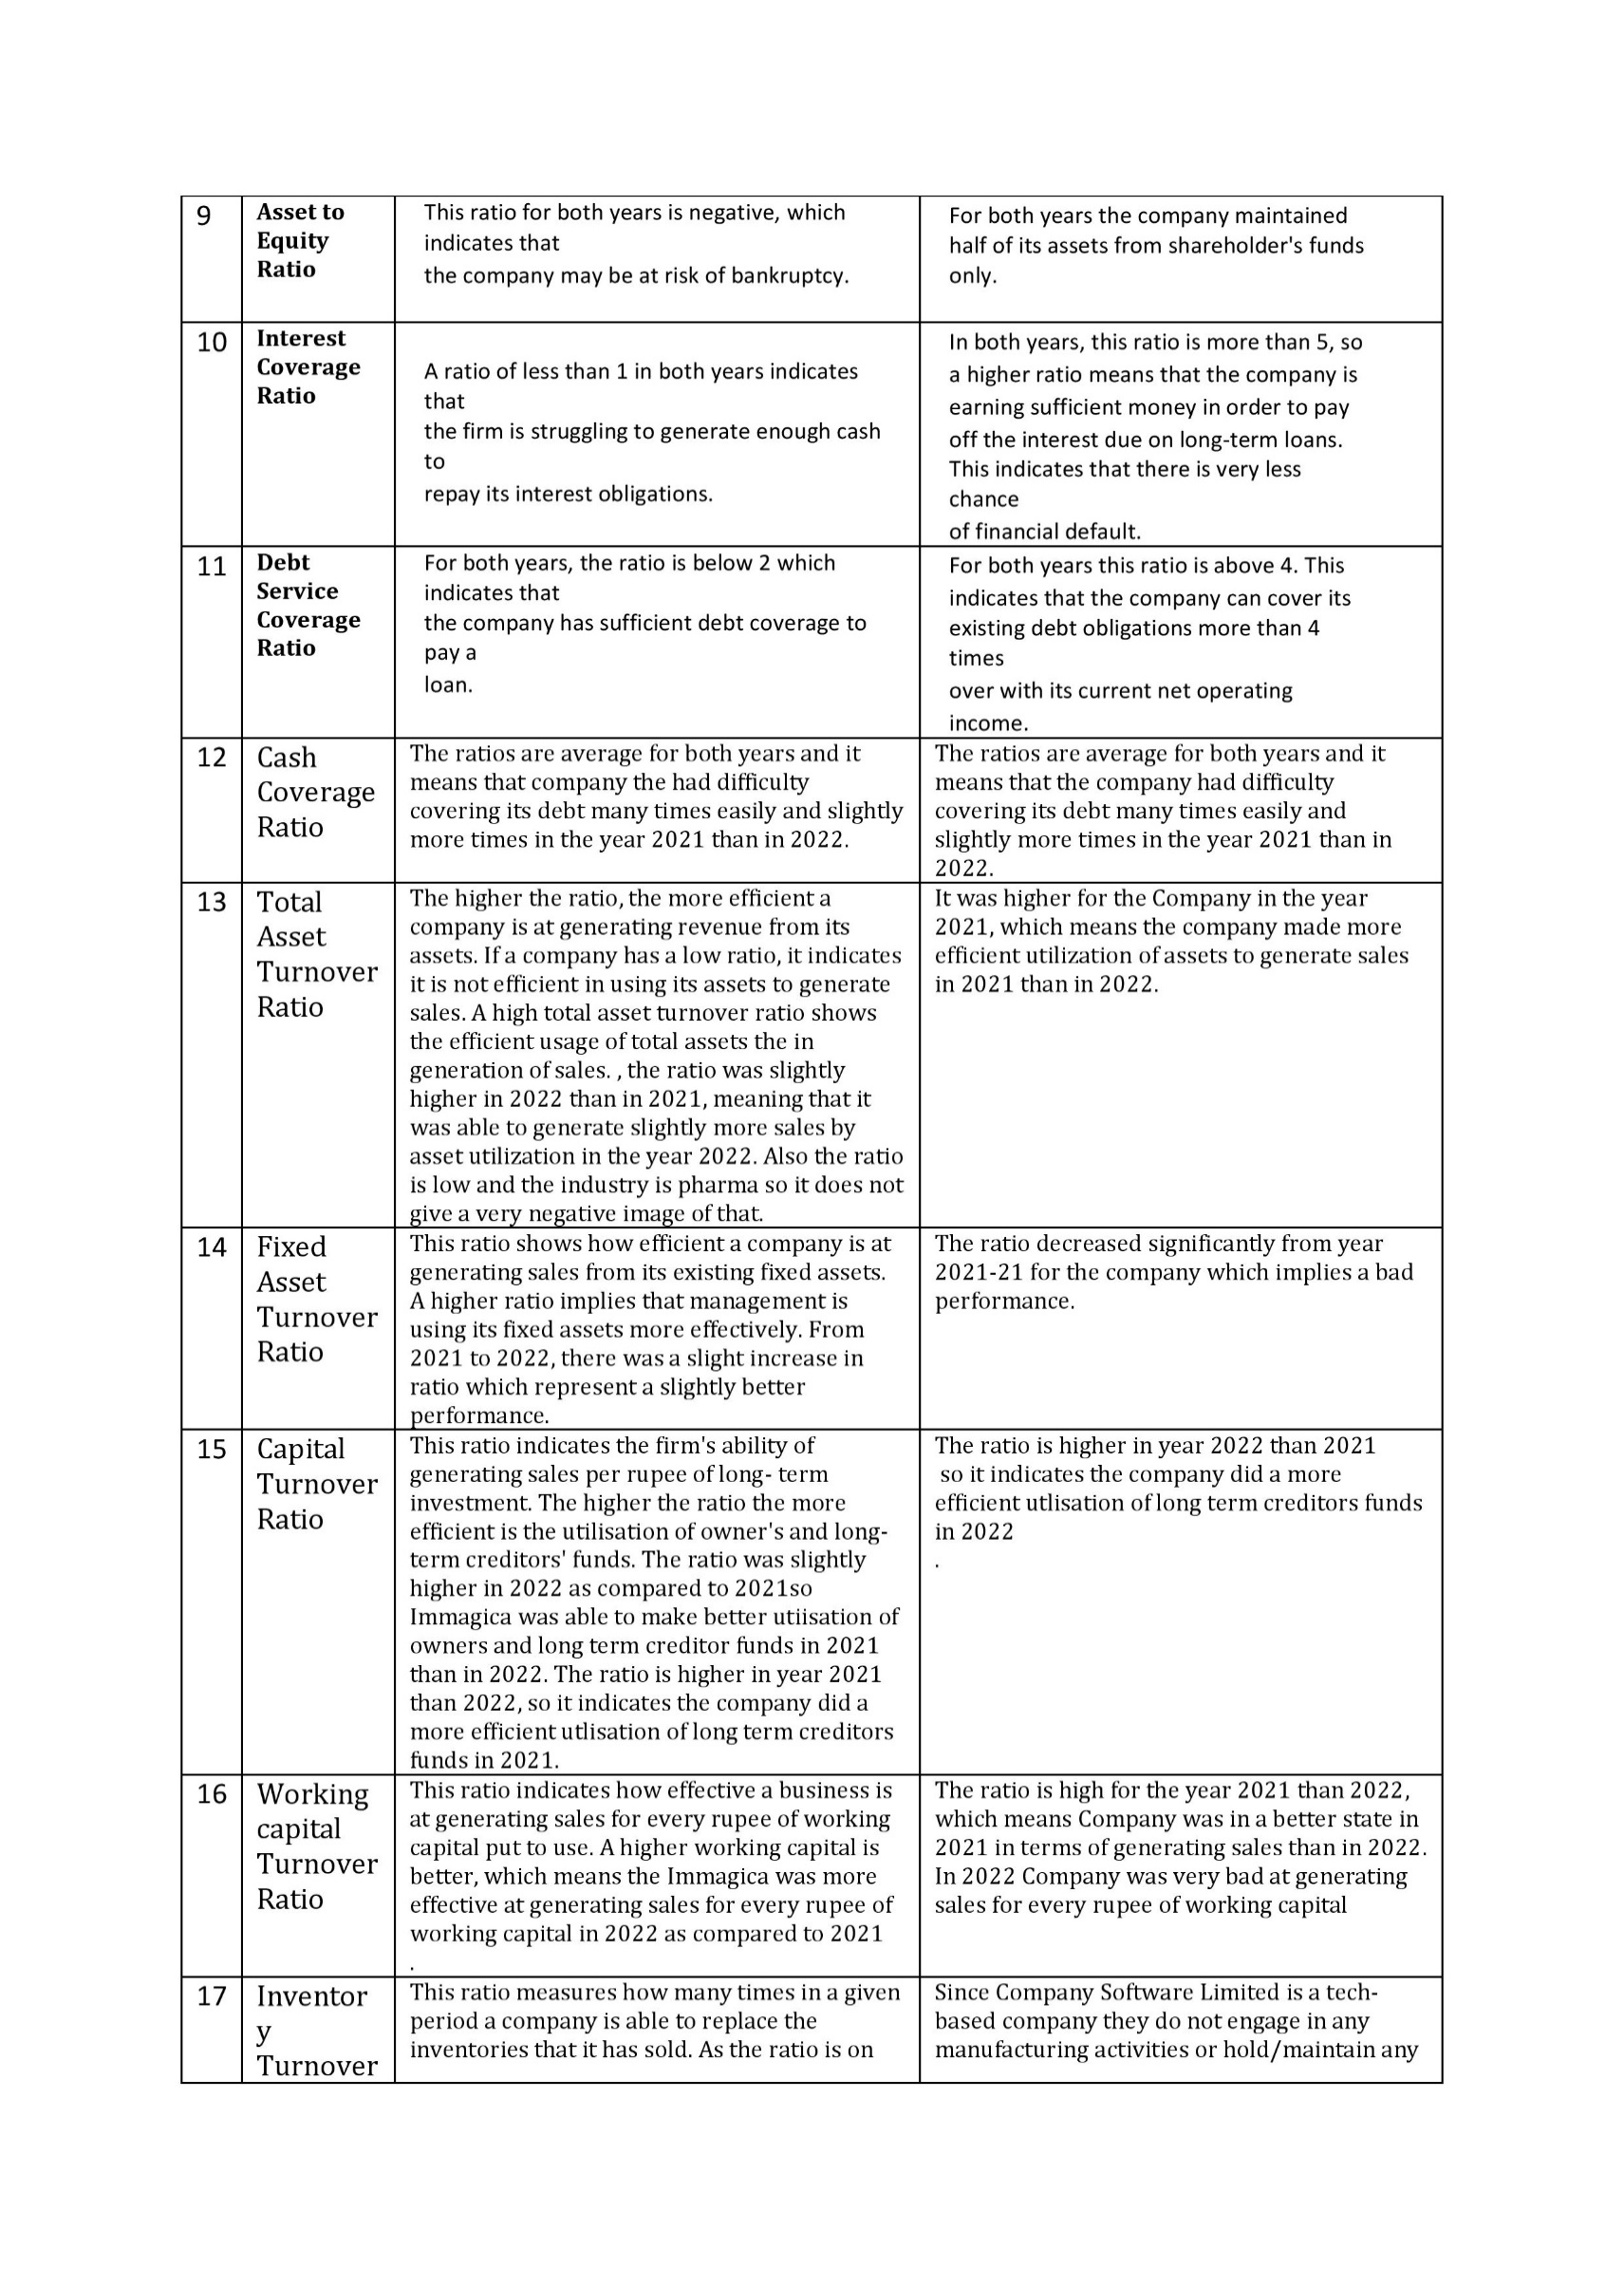 9
Asset to
Equity
Ratio
This ratio for both years is negative, which
indicates that
the company may be at risk of bankruptcy.
For both years the company maintained
half of its assets from shareholder's funds
only.
10
Interest
Coverage
Ratio
A ratio of less than 1 in both years indicates
that
the firm is struggling to generate enough cash
to
repay its interest obligations.
In both years, this ratio is more than 5, so
a higher ratio means that the company is
earning sufficient money in order to pay
off the interest due on long-term loans.
This indicates that there is very less
chance
of financial default.
11
Debt
Service
Coverage
Ratio
For both years, the ratio is below 2 which
indicates that
the company has sufficient debt coverage to
pay a
loan.
For both years this ratio is above 4. This
indicates that the company can cover its
existing debt obligations more than 4
times
over with its current net operating
income.
12
Cash
Coverage
Ratio
The ratios are average for both years and it
means that company the had difficulty
covering its debt many times easily and slightly
more times in the year 2021 than in 2022.
The ratios are average for both years and it
means that the company had difficulty
covering its debt many times easily and
slightly more times in the year 2021 than in
2022.
13
Total
Asset
Turnover
Ratio
The higher the ratio, the more efficient a
company is at generating revenue from its
assets. If a company has a low ratio, it indicates
it is not efficient in using its assets to generate
sales. A high total asset turnover ratio shows
the efficient usage of total assets the in
generation of sales. , the ratio was slightly
higher in 2022 than in 2021, meaning that it
was able to generate slightly more sales by
asset utilization in the year 2022. Also the ratio
is low and the industry is pharma so it does not
give a very negative image of that.
It was higher for the Company in the year
2021, which means the company made more
efficient utilization of assets to generate sales
in 2021 than in 2022.
14
Fixed
Asset
Turnover
Ratio
This ratio shows how efficient a company is at
generating sales from its existing fixed assets.
A higher ratio implies that management is
using its fixed assets more effectively. From
2021 to 2022, there was a slight increase in
ratio which represent a slightly better
performance.
The ratio decreased significantly from year
2021-21 for the company which implies a bad
performance.
15
Capital
Turnover
Ratio
This ratio indicates the firm's ability of
generating sales per rupee of long- term
investment. The higher the ratio the more
efficient is the utilisation of owner's and long-
term creditors' funds. The ratio was slightly
higher in 2022 as compared to 2021so
Immagica was able to make better utiisation of
owners and long term creditor funds in 2021
than in 2022. The ratio is higher in year 2021
than 2022, so it indicates the company did a
more efficient utlisation of long term creditors
funds in 2021.
The ratio is higher in year 2022 than 2021
so it indicates the company did a more
efficient utlisation of long term creditors funds
in 2022
.
16
Working
capital
Turnover
Ratio
This ratio indicates how effective a business is
at generating sales for every rupee of working
capital put to use. A higher working capital is
better, which means the Immagica was more
effective at generating sales for every rupee of
working capital in 2022 as compared to 2021
.
The ratio is high for the year 2021 than 2022,
which means Company was in a better state in
2021 in terms of generating sales than in 2022.
In 2022 Company was very bad at generating
sales for every rupee of working capital
17
Inventor
y
Turnover
This ratio measures how many times in a given
period a company is able to replace the
inventories that it has sold. As the ratio is on
Since Company Software Limited is a tech-
based company they do not engage in any
manufacturing activities or hold/maintain any